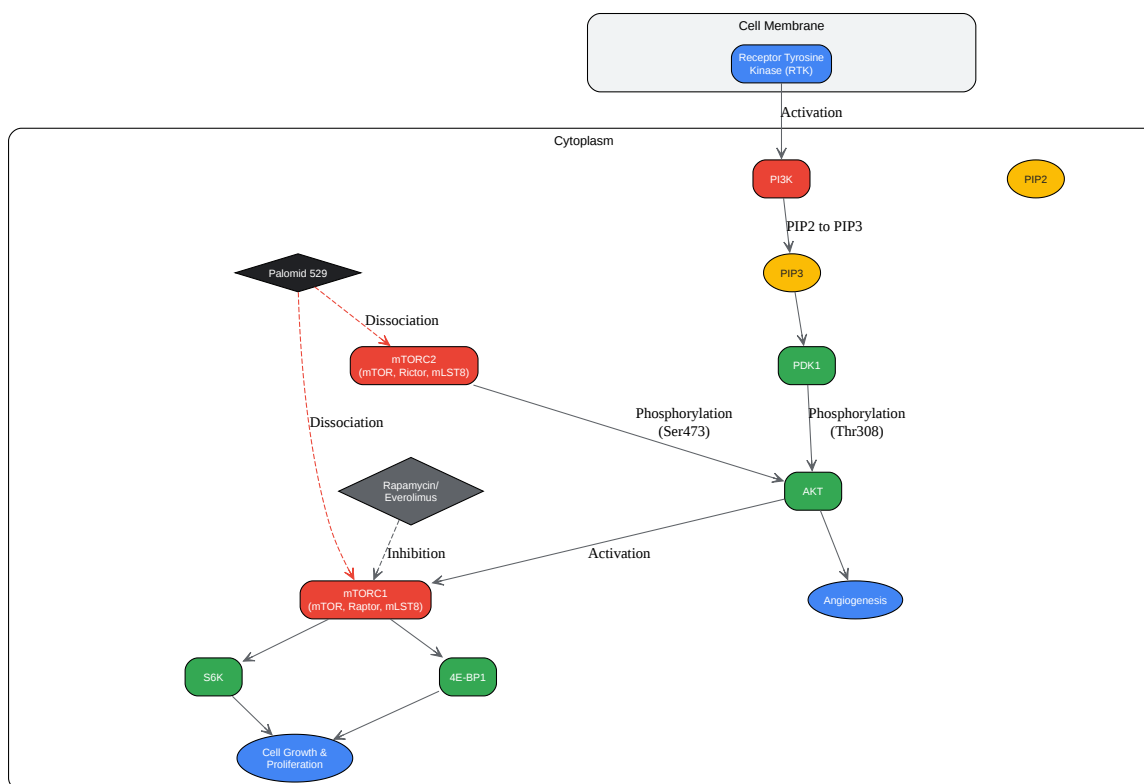 Cell Membrane
Receptor Tyrosine
Kinase (RTK)
Activation
Cytoplasm
PI3K
PIP2
PIP2 to PIP3
Palomid 529
PIP3
Dissociation
mTORC2
(mTOR, Rictor, mLST8)
PDK1
Dissociation
Phosphorylation
(Ser473)
Phosphorylation
(Thr308)
Rapamycin/
Everolimus
AKT
Inhibition
Activation
mTORC1
(mTOR, Raptor, mLST8)
Angiogenesis
S6K
4E-BP1
Cell Growth &
Proliferation